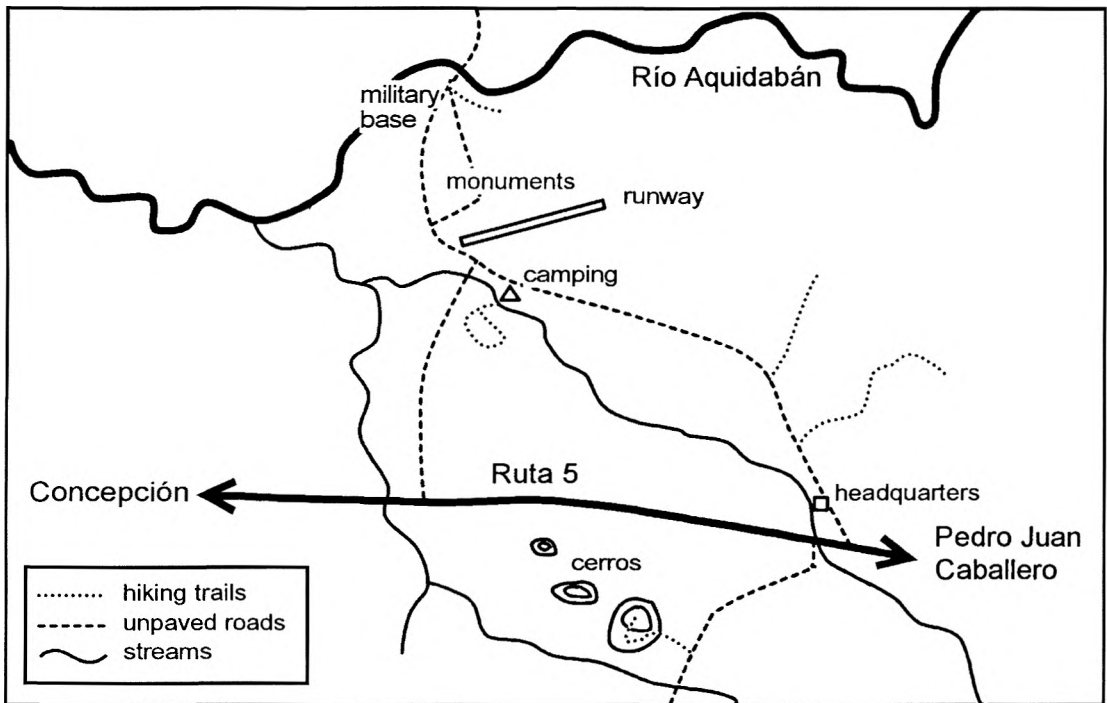 Río Aquidabán
military
base
monuments
runway
camping
Ruta 5
Concepción
headquarters
Pedro Juan
Caballero
cerros
hiking trails
unpaved roads
streams